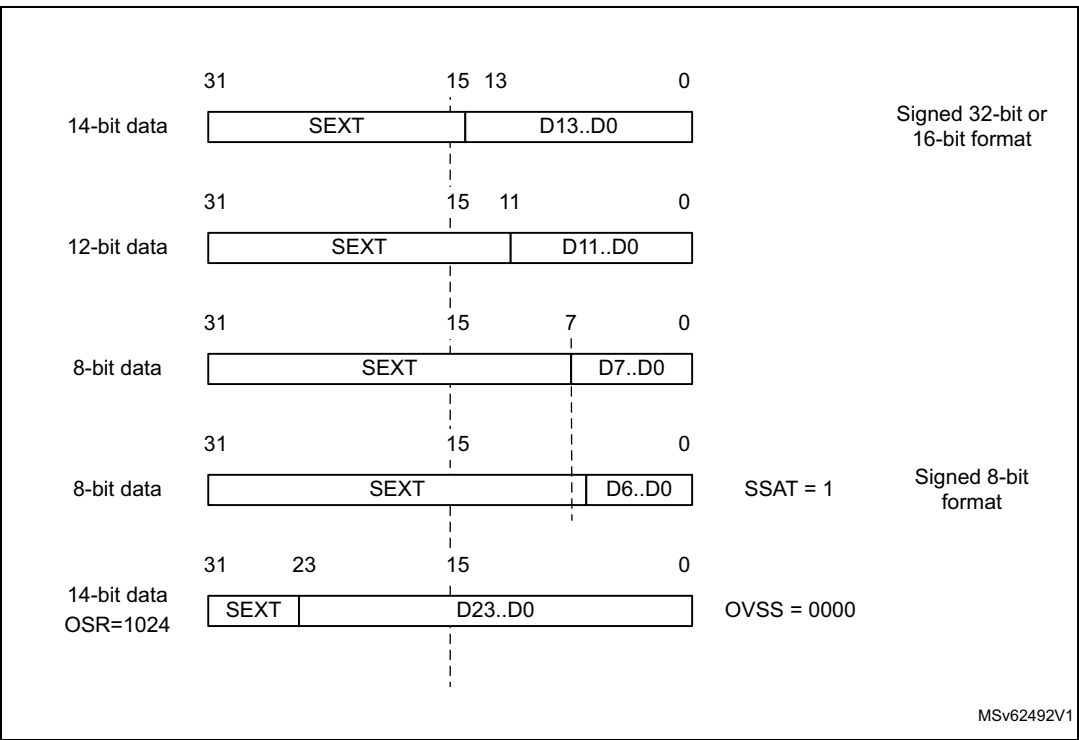 31 15 13 0
14-bit data SEXT D13..D0 Signed 32-bit or
16-bit format
31 15 11 0
12-bit data SEXT D11..D0
31 15 7 0
8-bit data SEXT D7..D0
31 15 0
8-bit data SEXT D6..D0 SSAT = 1 Signed 8-bit
format
31 23 15 0
14-bit data
OSR=1024 SEXT D23..D0 OVSS = 0000
MSv62492V1